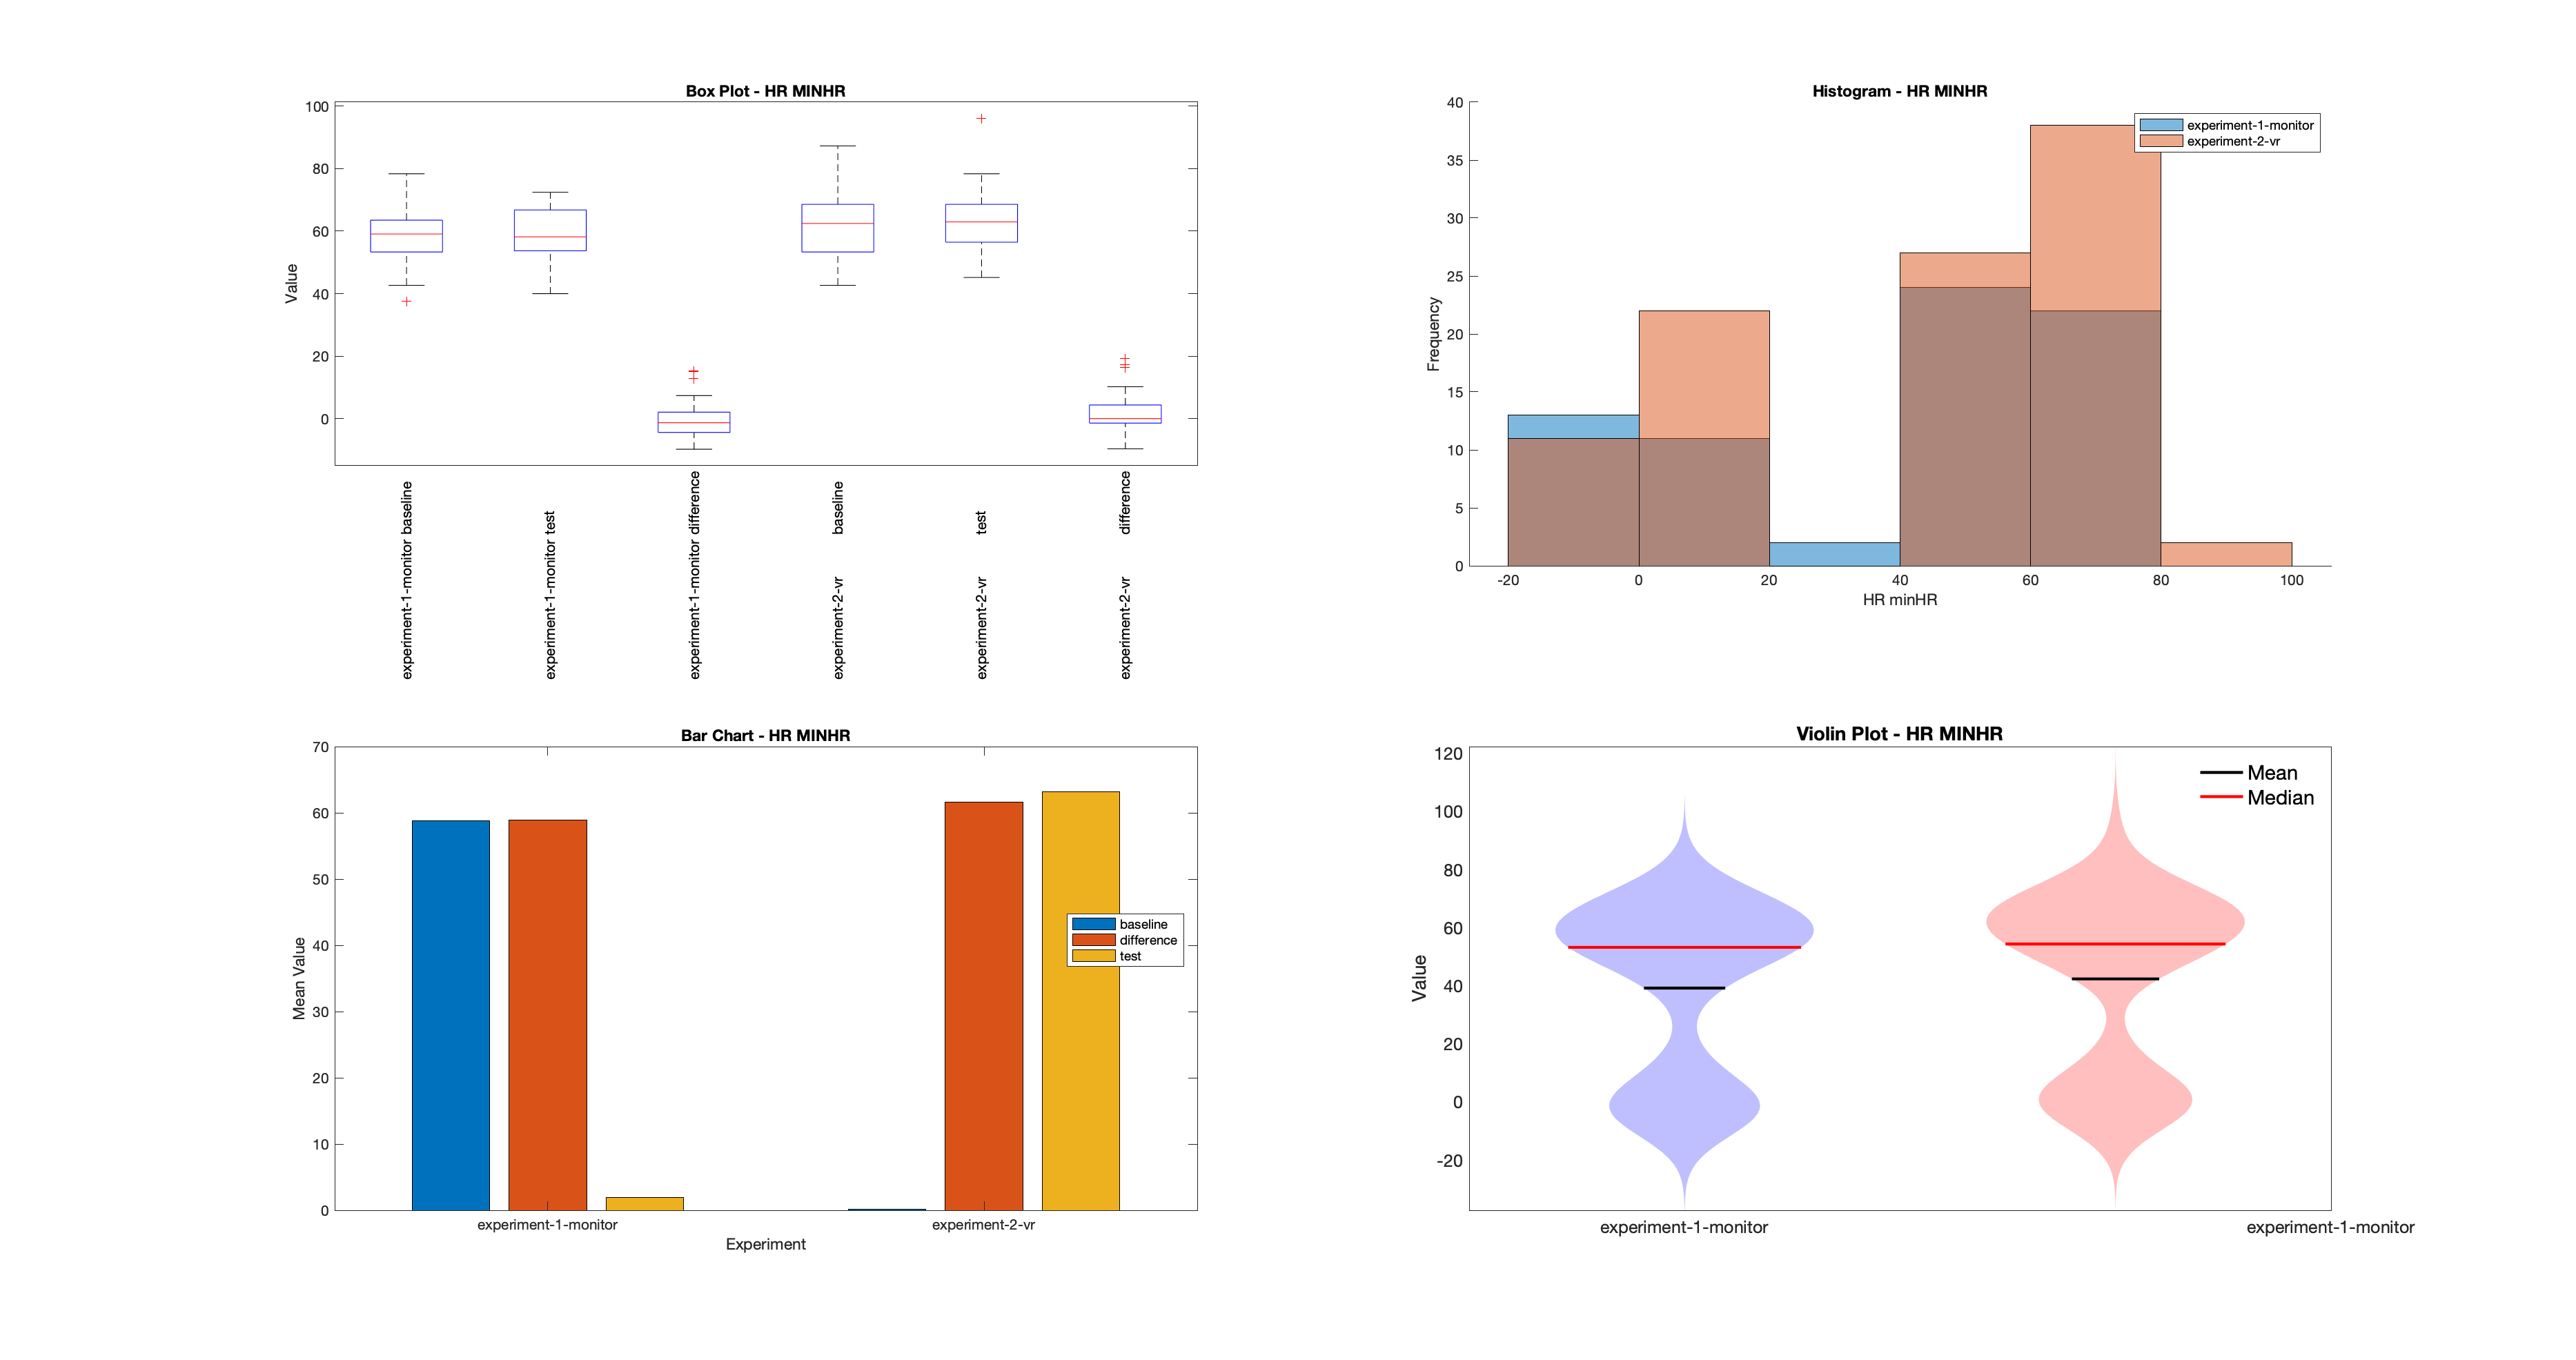 Box Plot - HR MINHR
Value
100
80
60
40
20
0
experiment-1-monitor baseline
experiment-1-monitor test
experiment-1-monitor difference
experiment-2-vr baseline
experiment-2-vr test
experiment-2-vr difference
Histogram - HR MINHR
experiment-1-monitor
experiment-2-vr
Frequency
40
35
30
25
20
15
10
5
0
-20 0 20 40 60 80 100
HR minHR
Bar Chart - HR MINHR
Mean Value
70
60
50
40
30
20
10
0
baseline
difference
test
experiment-1-monitor experiment-2-vr
Experiment
Violin Plot - HR MINHR
Mean
Median
Value
120
100
80
60
40
20
0
-20
experiment-1-monitor experiment-1-monitor